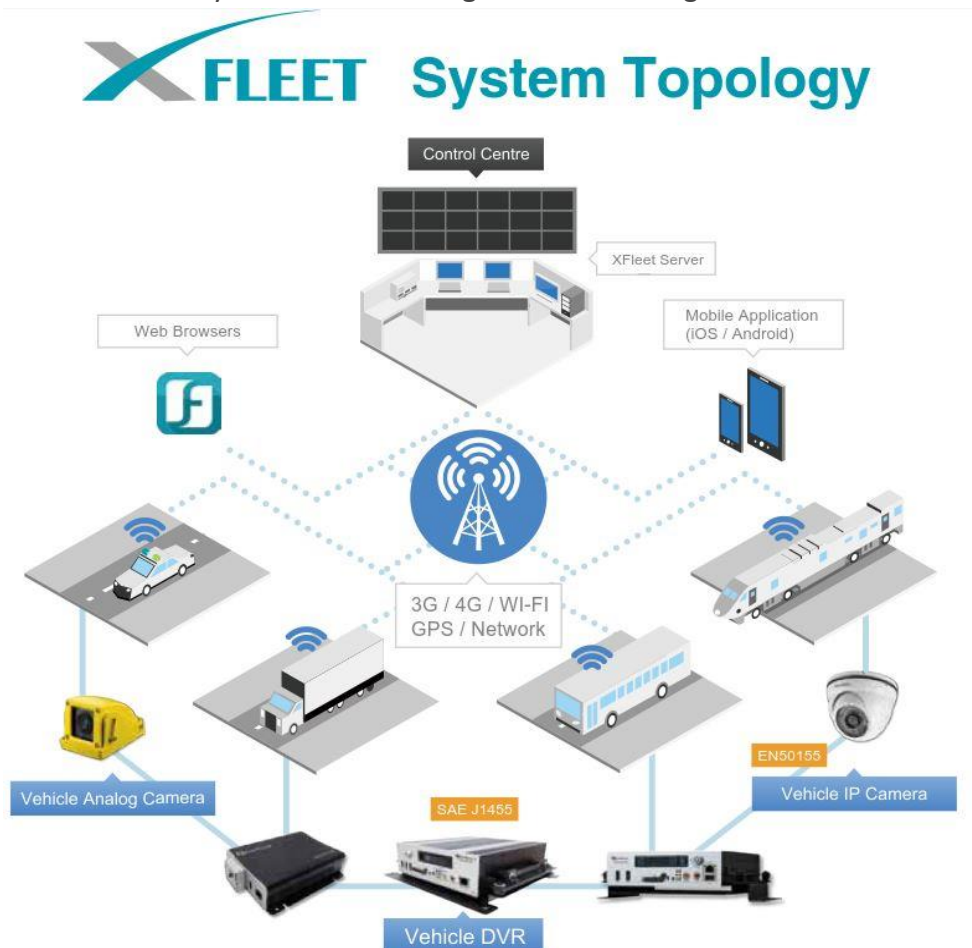 XFLEET System Topology
Control Centre
XFleet Server
Web Browsers
Mobile Application
(iOS / Android)
3G / 4G / WI-FI
GPS / Network
EN50155
Vehicle Analog Camera
Vehicle IP Camera
SAE J1455
Vehicle DVR